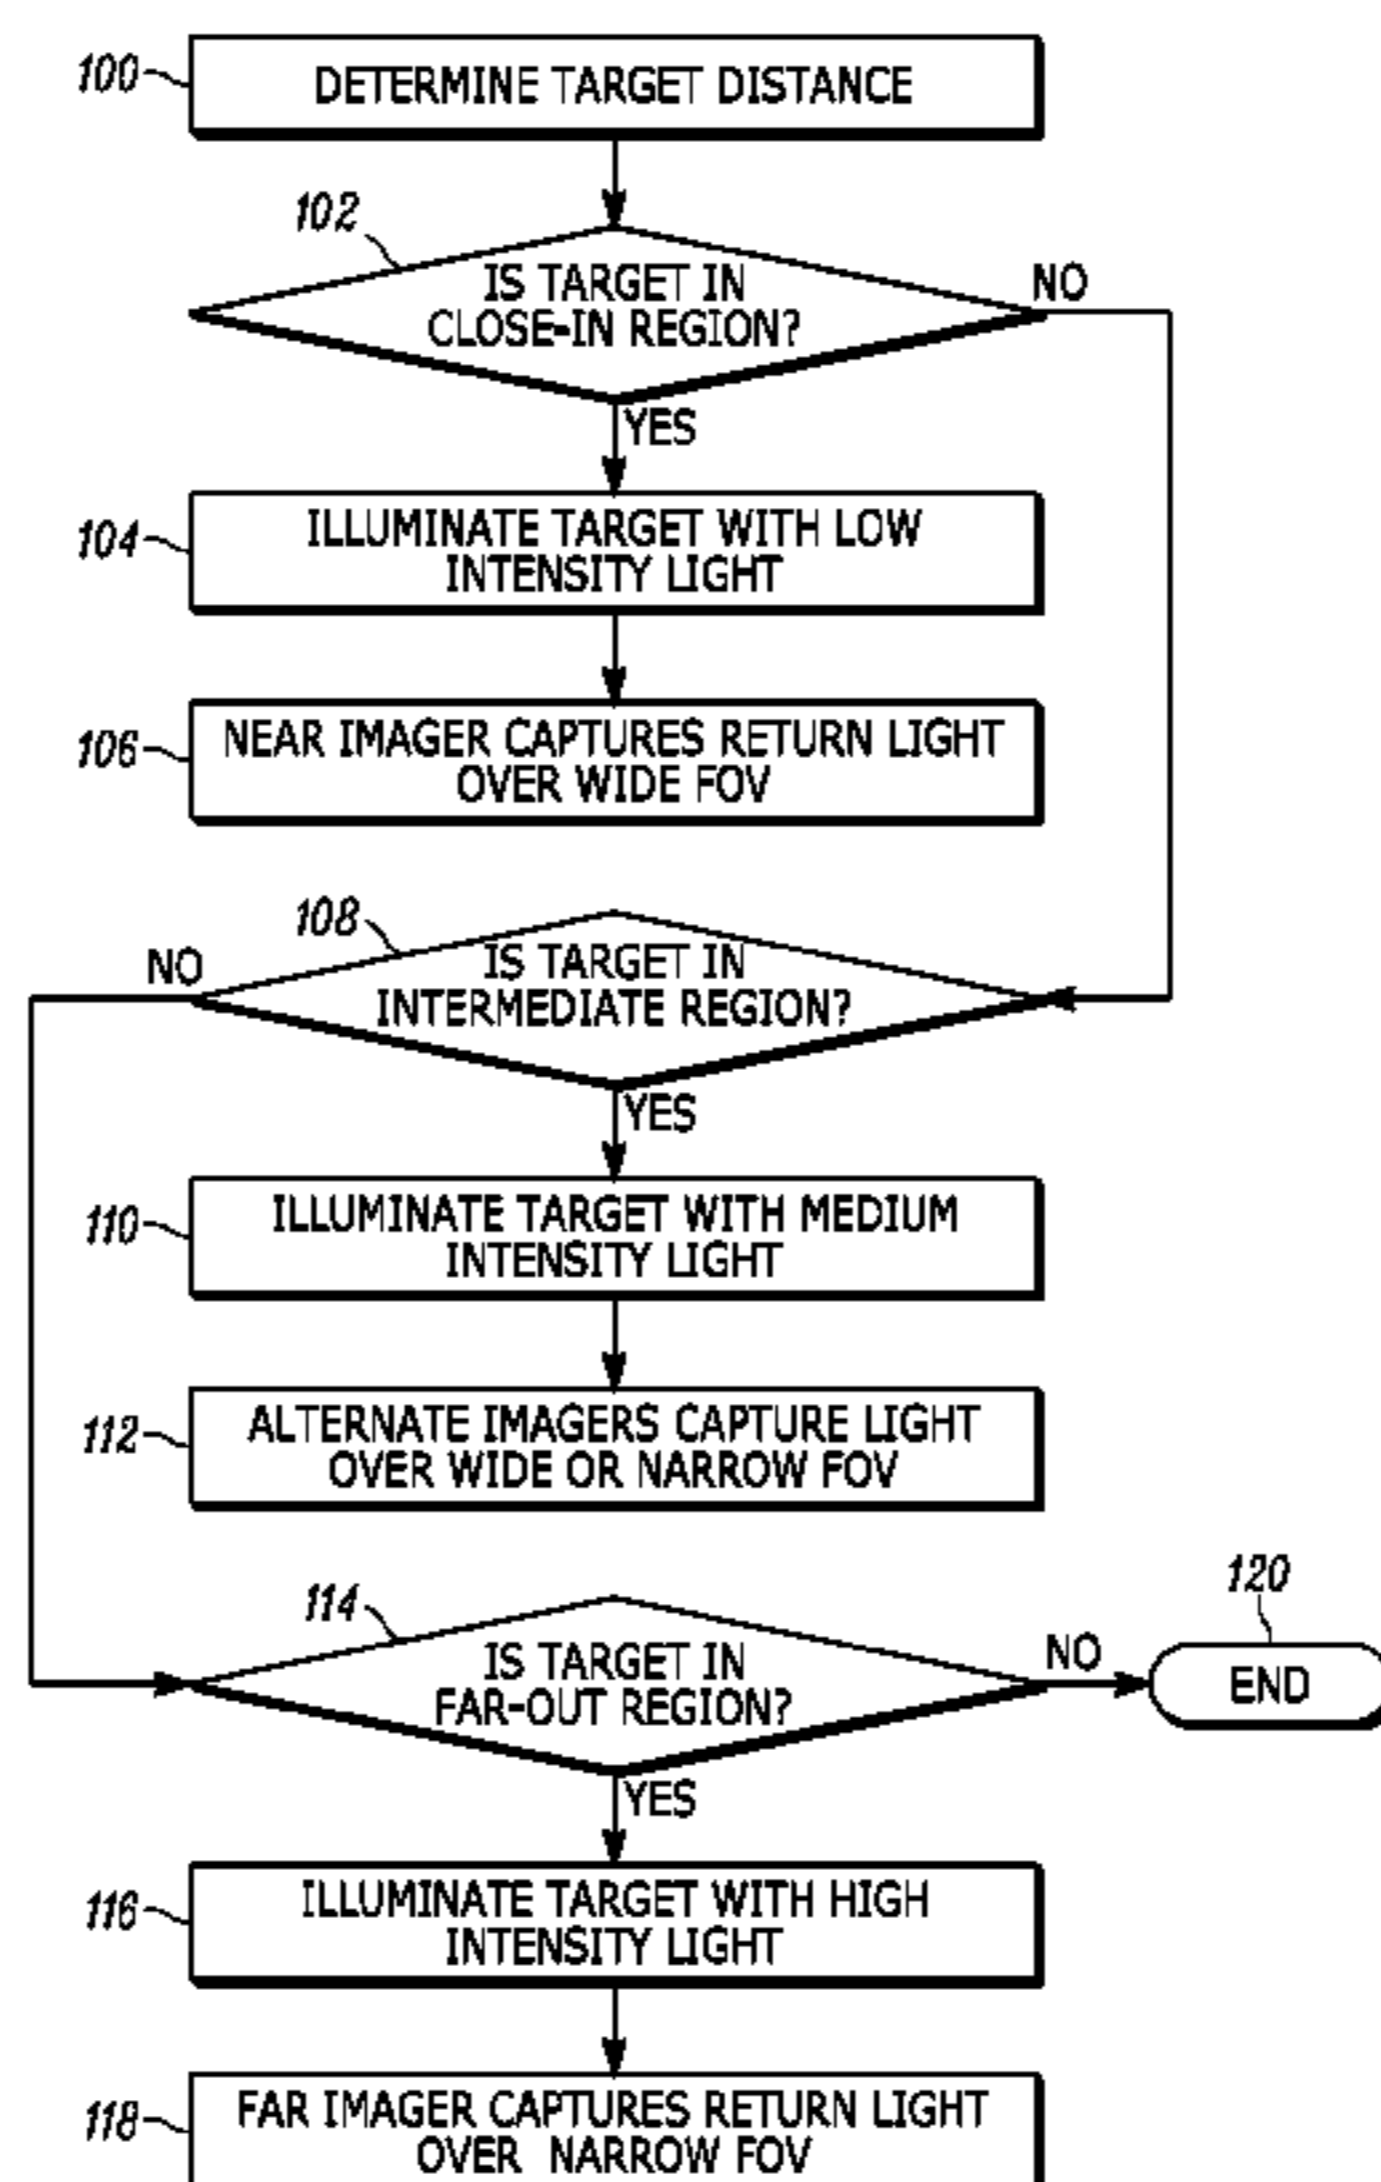 100
DETERMINE TARGET DISTANCE
102
IS TARGET IN
CLOSE-IN REGION?
NO
YES
104
ILLUMINATE TARGET WITH LOW
INTENSITY LIGHT
106
NEAR IMAGER CAPTURES RETURN LIGHT
OVER WIDE FOV
108
NO
IS TARGET IN
INTERMEDIATE REGION?
YES
110
ILLUMINATE TARGET WITH MEDIUM
INTENSITY LIGHT
112
ALTERNATE IMAGERS CAPTURE LIGHT
OVER WIDE OR NARROW FOV
114
IS TARGET IN
FAR-OUT REGION?
NO
120
END
YES
116
ILLUMINATE TARGET WITH HIGH
INTENSITY LIGHT
118
FAR IMAGER CAPTURES RETURN LIGHT
OVER NARROW FOV